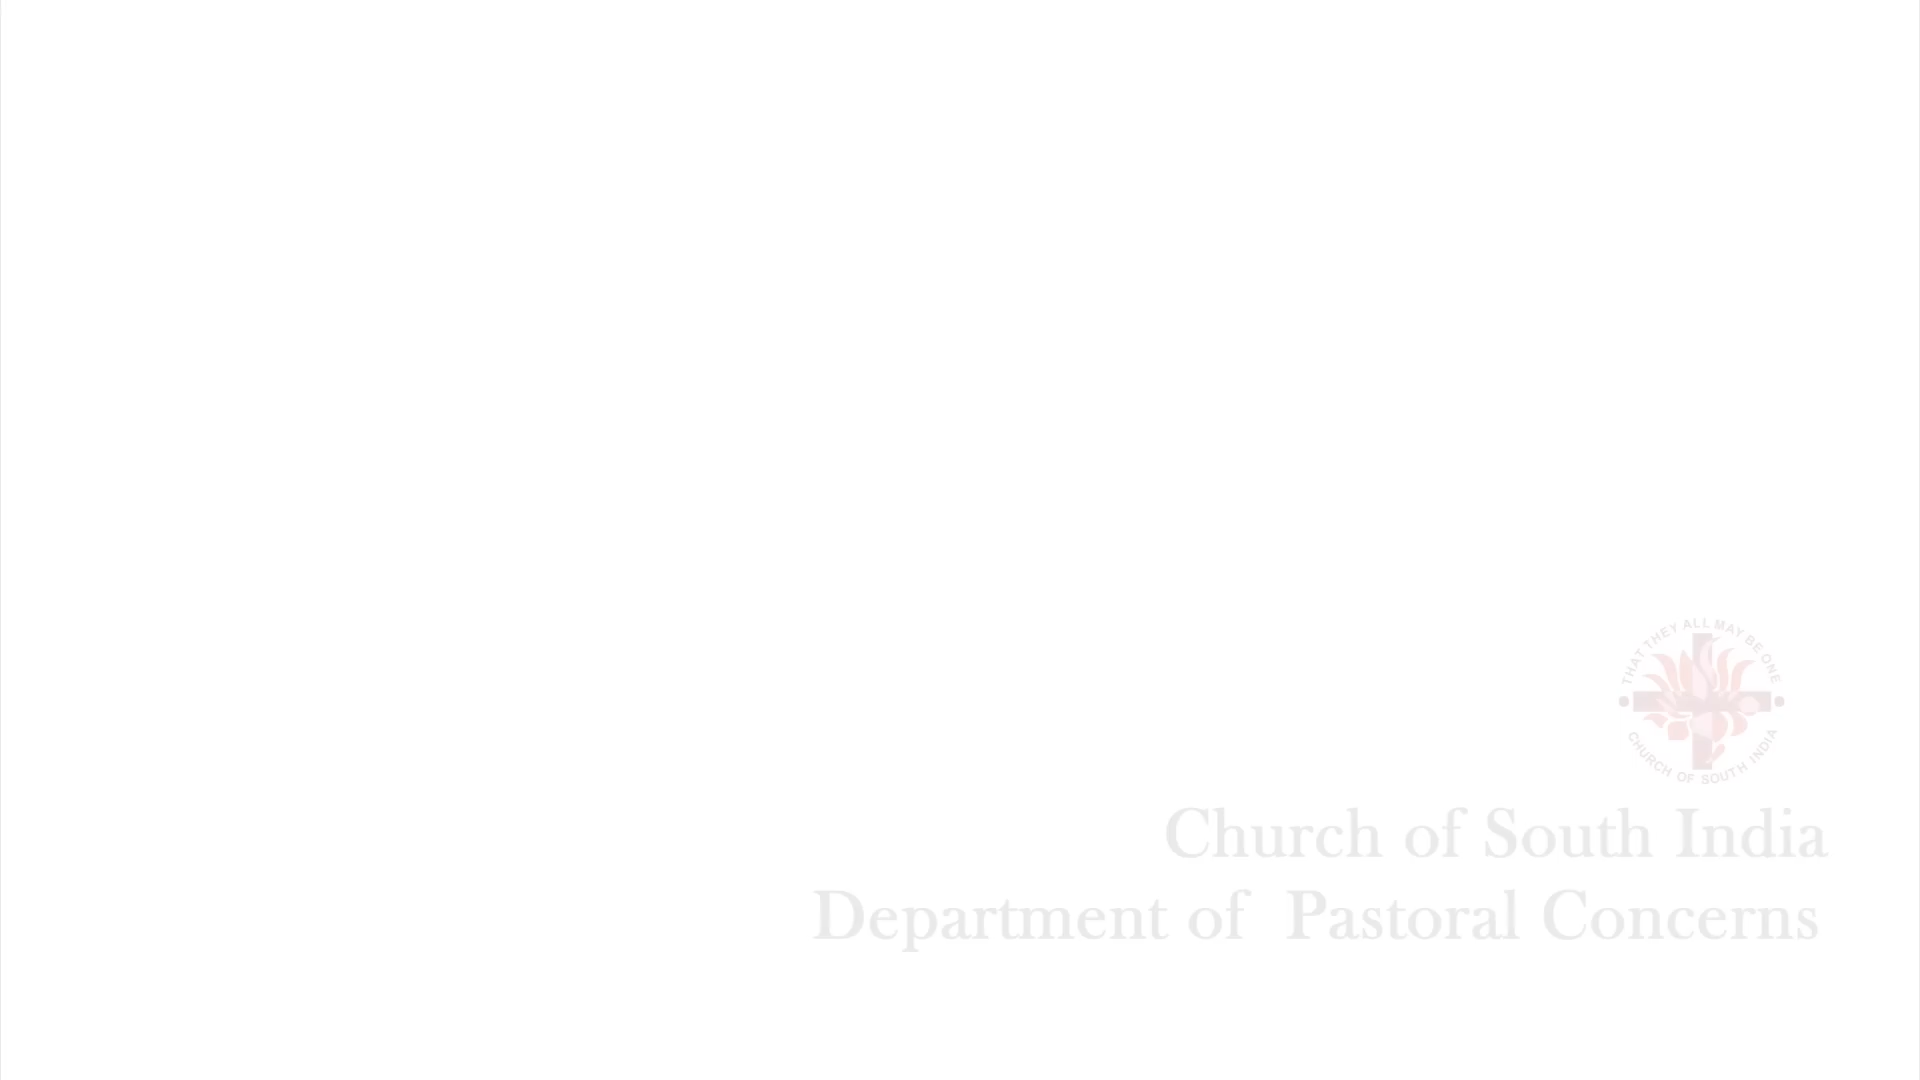 THAT THEY ALL MAY BE ONE
CHURCH OF SOUTH INDIA
Church of South India
Department of  Pastoral Concerns